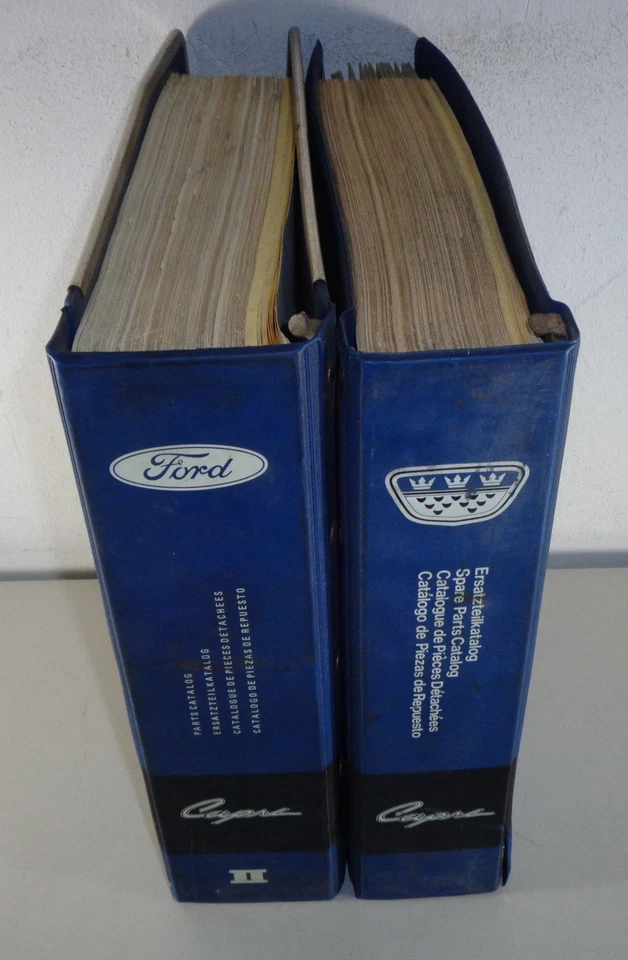 Ford
PARTS CATALOG
ERSATZTEILKATALOG
CATALOGUE DE PIECES DETACHEES
CATALOGO DE PIEZAS DE REPUESTO
Capri
II
Ersatzteilkatalog
Spare Parts Catalog
Catalogue de Pièces Détachées
Catálogo de Piezas de Repuesto
Capri